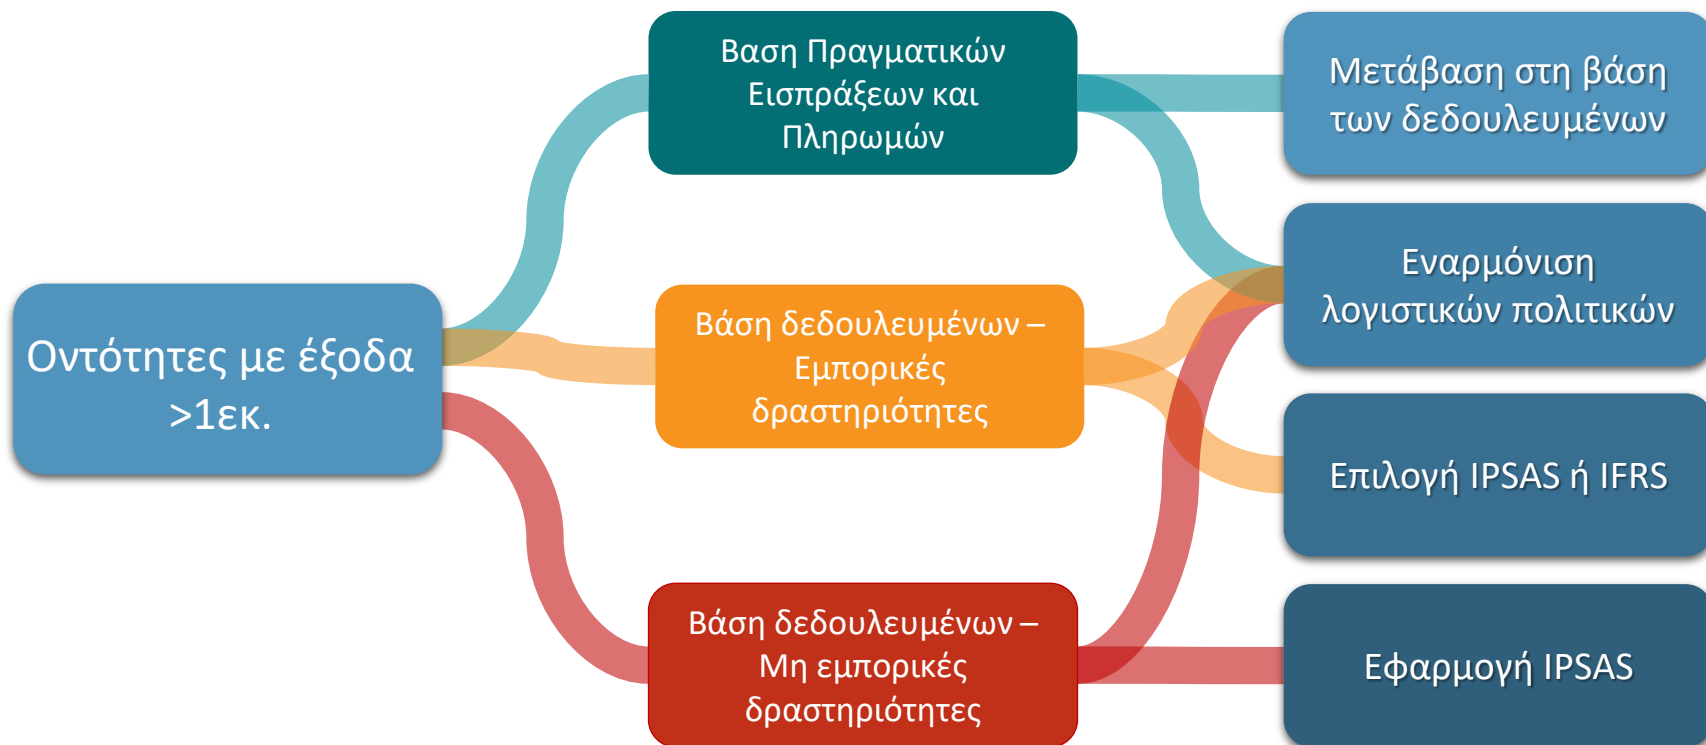 Βαση Πραγματικών
Εισπράξεων και
Πληρωμών
Μετάβαση στη βάση
των δεδουλευμένων
Εναρμόνιση
λογιστικών πολιτικών
Οντότητες με έξοδα
>1εκ.
Βάση δεδουλευμένων –
Εμπορικές
δραστηριότητες
Επιλογή IPSAS ή IFRS
Βάση δεδουλευμένων –
Μη εμπορικές
δραστηριότητες
Εφαρμογή IPSAS